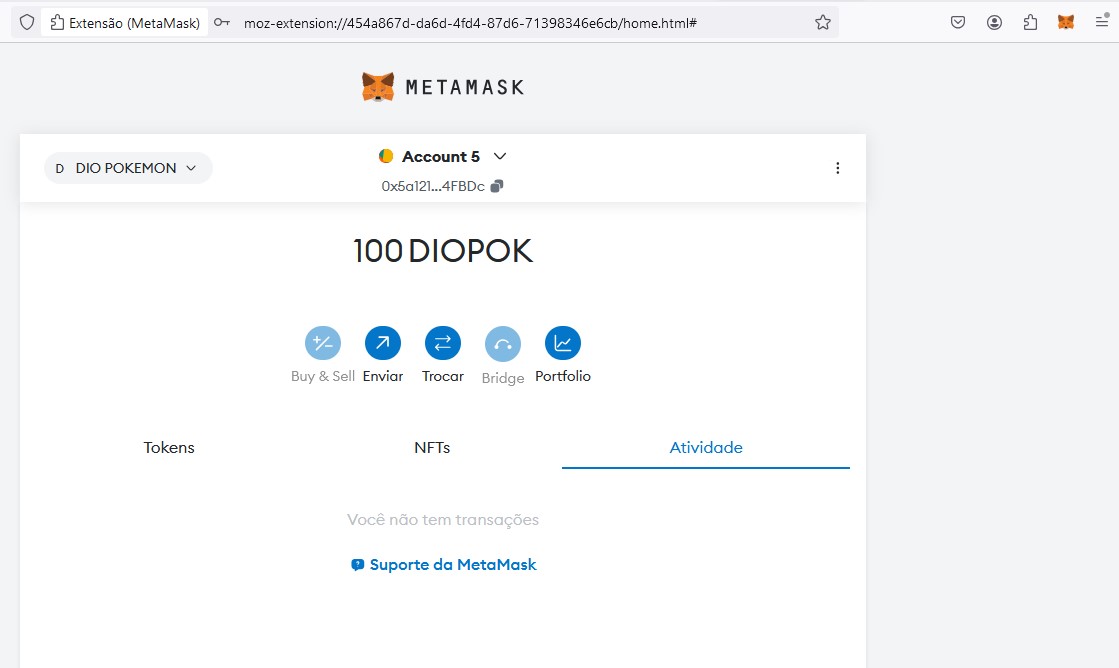 Extensão (MetaMask) moz-extension://454a867d-da6d-4fd4-87d6-71398346e6cb/home.html#
METAMASK
D DIO POKEMON
Account 5
0x5a121...4FBDc
100 DIOPOK
Buy & Sell Enviar Trocar Bridge Portfolio
Tokens NFTs Atividade
Você não tem transações
Suporte da MetaMask